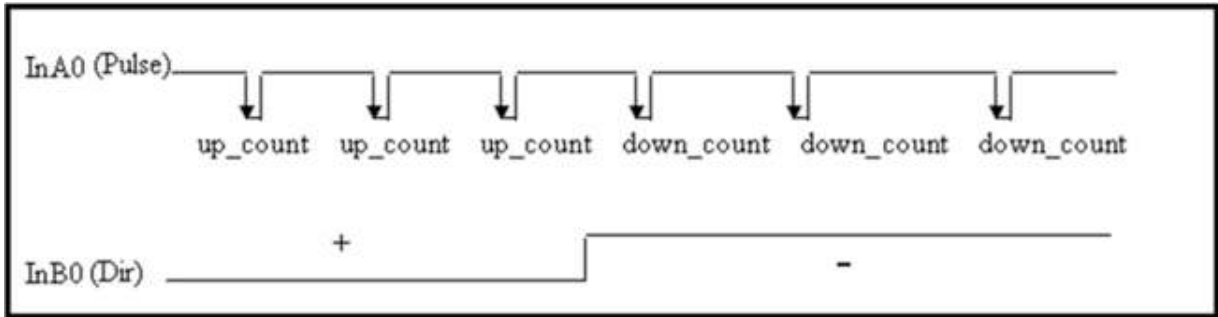 InA0 (Pulse)
up_count up_count up_count down_count down_count down_count
+
-
InB0 (Dir)